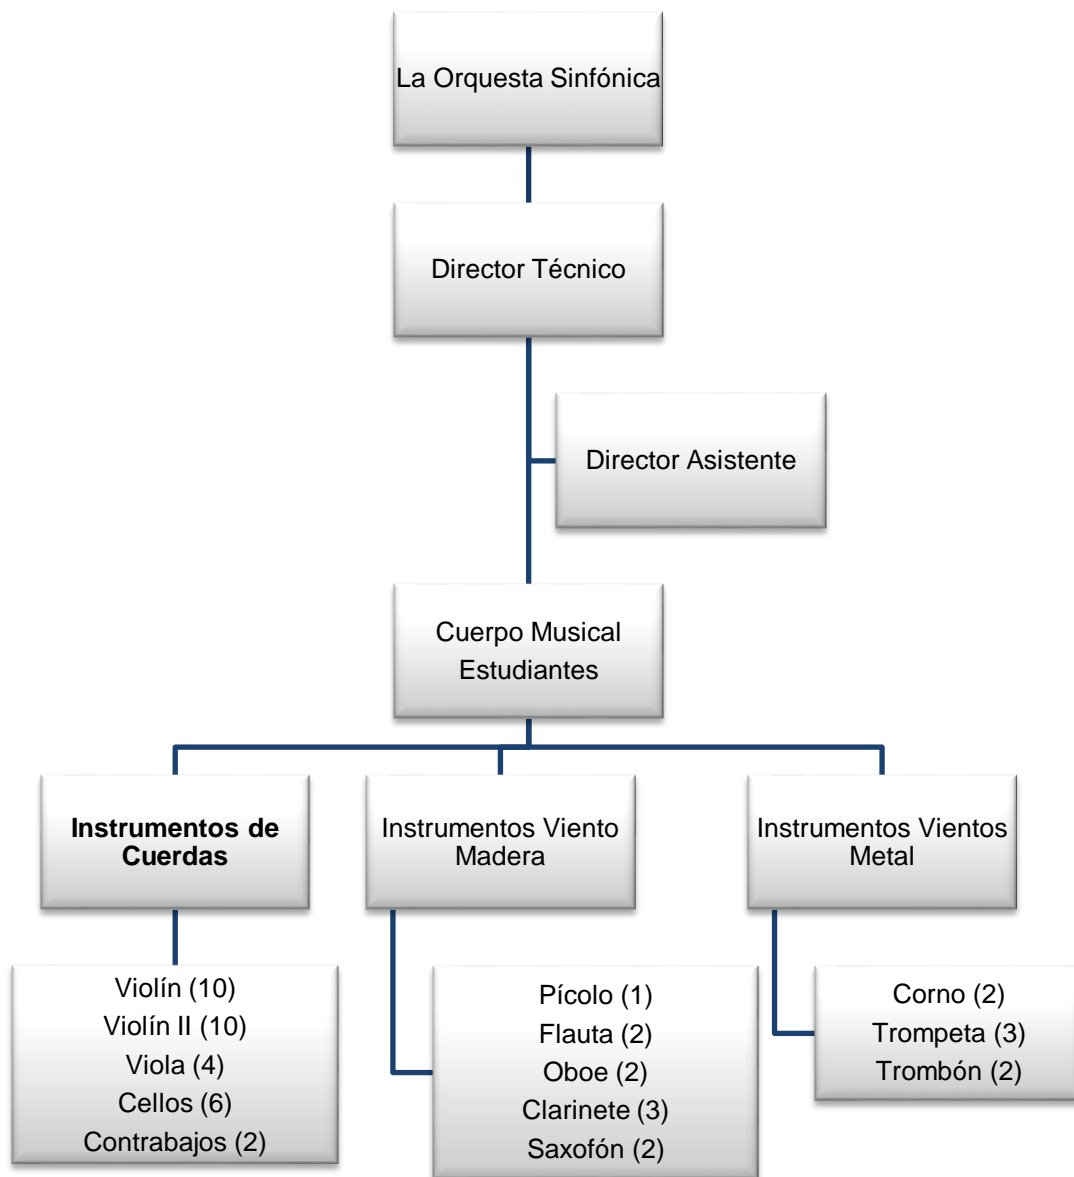 La Orquesta Sinfónica
Director Técnico
Director Asistente
Cuerpo Musical
Estudiantes
Instrumentos de
Cuerdas
Instrumentos Viento
Madera
Instrumentos Vientos
Metal
Violín (10)
Violín II (10)
Viola (4)
Cellos (6)
Contrabajos (2)
Pícolo (1)
Flauta (2)
Oboe (2)
Clarinete (3)
Saxofón (2)
Corno (2)
Trompeta (3)
Trombón (2)